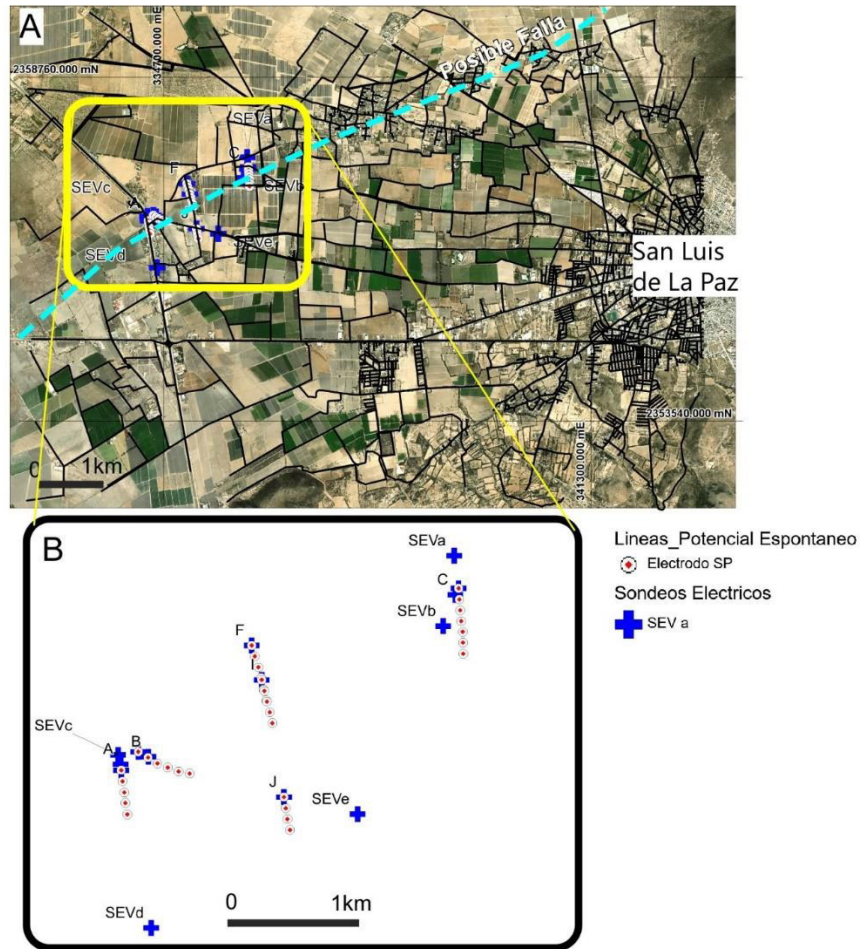 A
334700.000 mE
Posible Falla
2358760.000 mN
SEVa
C
F
SEVb
SEVc
A
J
SEVe
SEVd
San Luis
de La Paz
2353540.000 mN
341300.000 mE
0 1km
B
SEVa
C
SEVb
F
I
SEVc
A
B
J
SEVe
SEVd
0 1km
Lineas_Potencial Espontaneo
Electrodo SP
Sondeos Electricos
SEV a